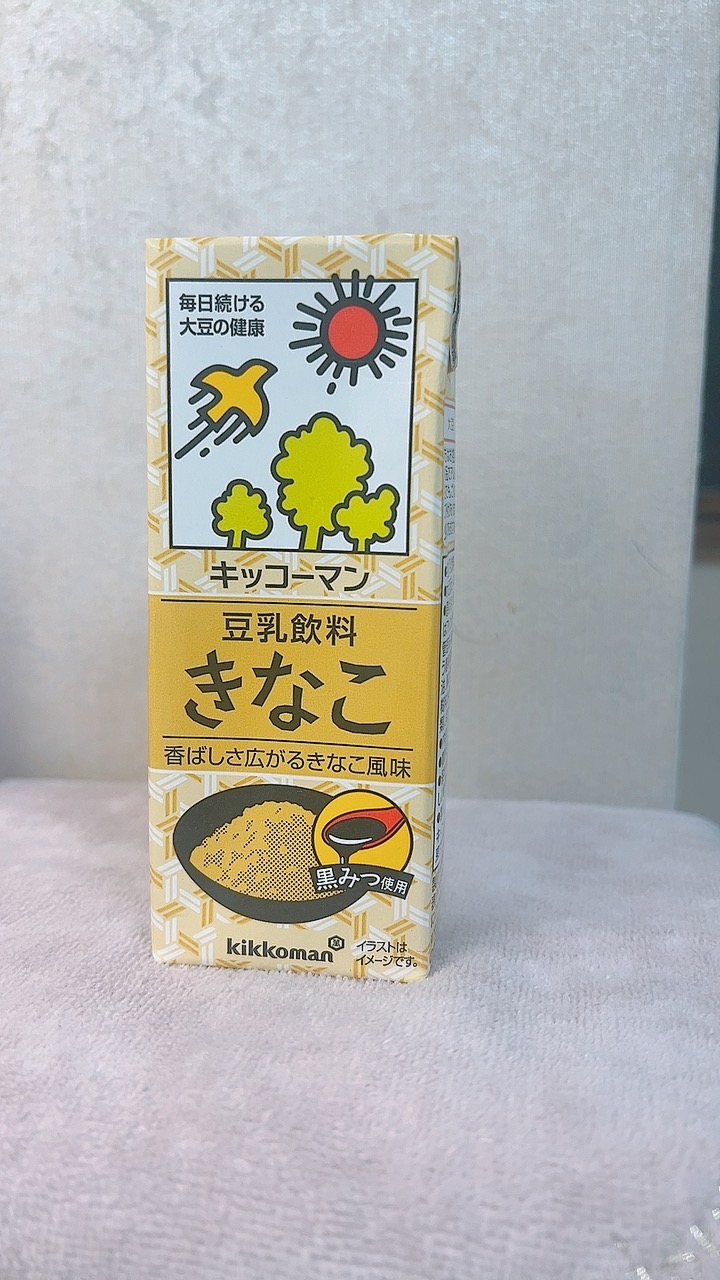 毎日続ける
大豆の健康
キッコーマン
豆乳飲料
きなこ
香ばしさ広がるきなこ風味
黒みつ使用
kikkoman
イラストは
イメージです。